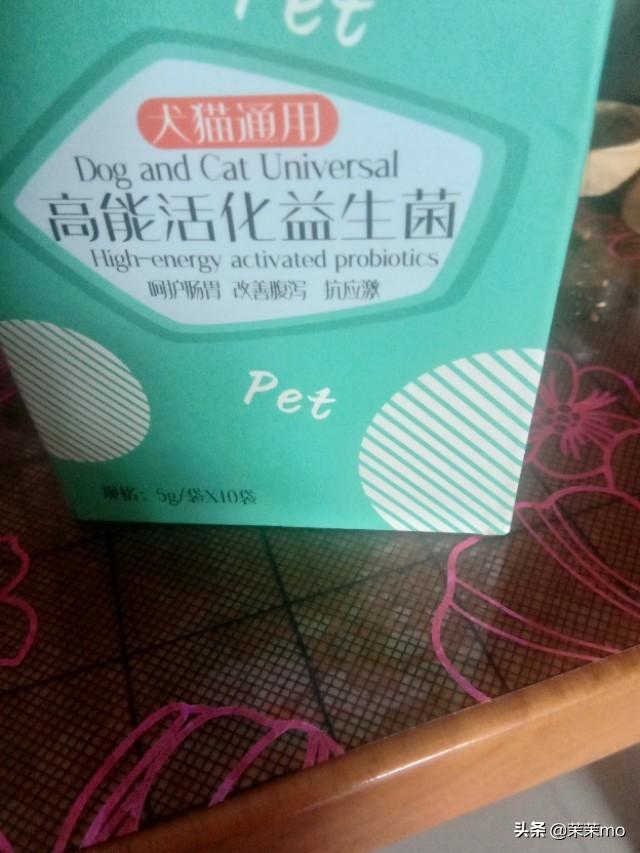 Pet
犬猫通用
Dog and Cat Universal
高能活化益生菌
High-energy activated probiotics
呵护肠胃 改善腹泻 抗应激
Pet
规格：5g/袋X10袋
头条 @茉茉mo